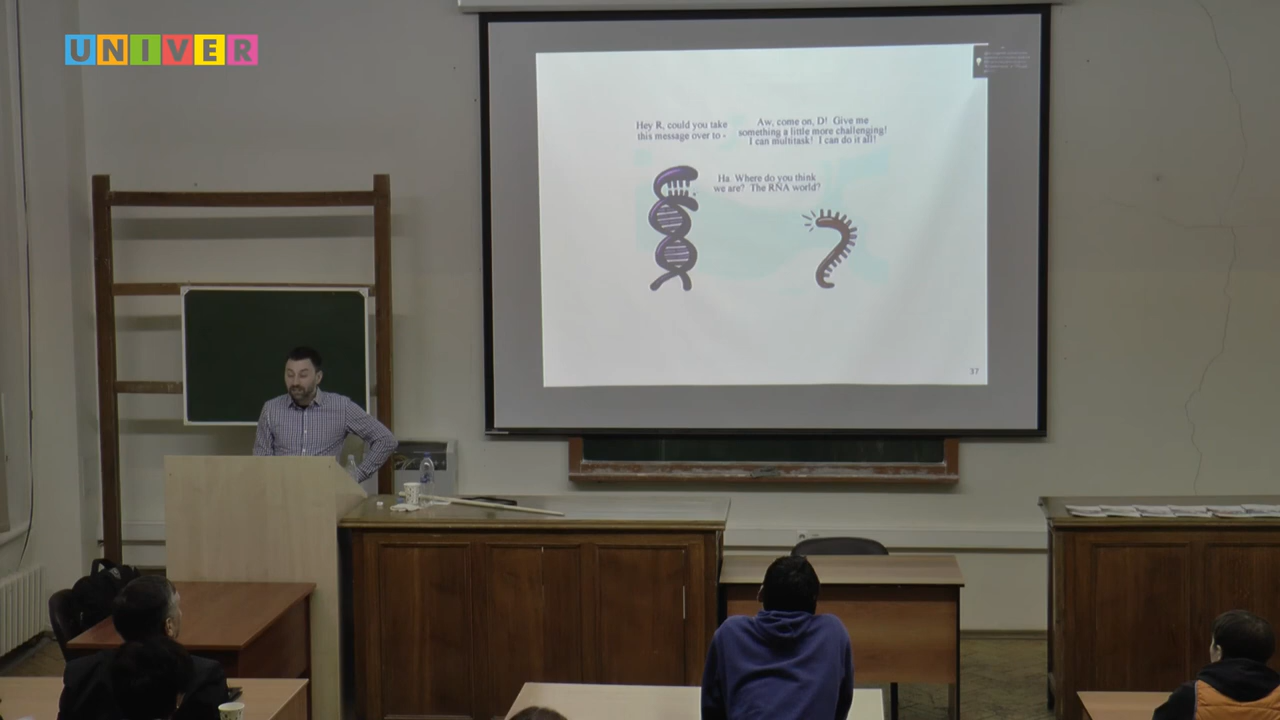 UNIVER
Hey R, could you take
this message over to -
Aw, come on, D! Give me
something a little more challenging!
I can multitask! I can do it all!
Ha. Where do you think
we are? The RNA world?
37